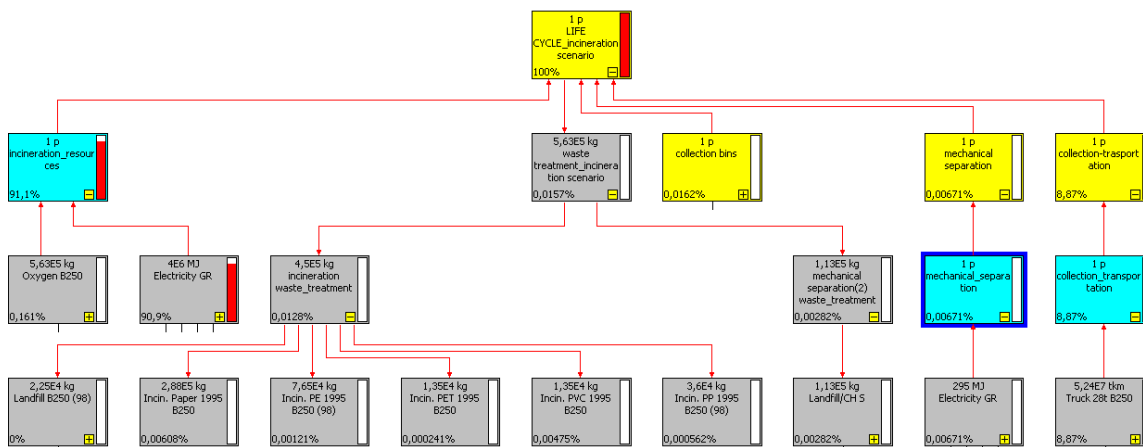 1 p
LIFE
CYCLE_incineration
scenario
100%
1 p
incineration_resour
ces
91,1%
5,63E5 kg
waste
treatment_incinera
tion scenario
0,0157%
1 p
collection bins
0,0162%
1 p
mechanical
separation
0,00671%
1 p
collection-trasport
ation
8,87%
5,63E5 kg
Oxygen B250
0,161%
4E6 MJ
Electricity GR
90,9%
4,5E5 kg
incineration
waste_treatment
0,0128%
1,13E5 kg
mechanical
separation(2)
waste_treatment
0,00282%
1 p
mechanical_separa
tion
0,00671%
1 p
collection_transpor
tation
8,87%
2,25E4 kg
Landfill B250 (98)
0%
2,88E5 kg
Incin. Paper 1995
B250
0,00608%
7,65E4 kg
Incin. PE 1995
B250 (98)
0,00121%
1,35E4 kg
Incin. PET 1995
B250
0,000241%
1,35E4 kg
Incin. PVC 1995
B250
0,00475%
3,6E4 kg
Incin. PP 1995
B250 (98)
0,000562%
1,13E5 kg
Landfill/CH S
0,00282%
295 MJ
Electricity GR
0,00671%
5,24E7 tkm
Truck 28t B250
8,87%